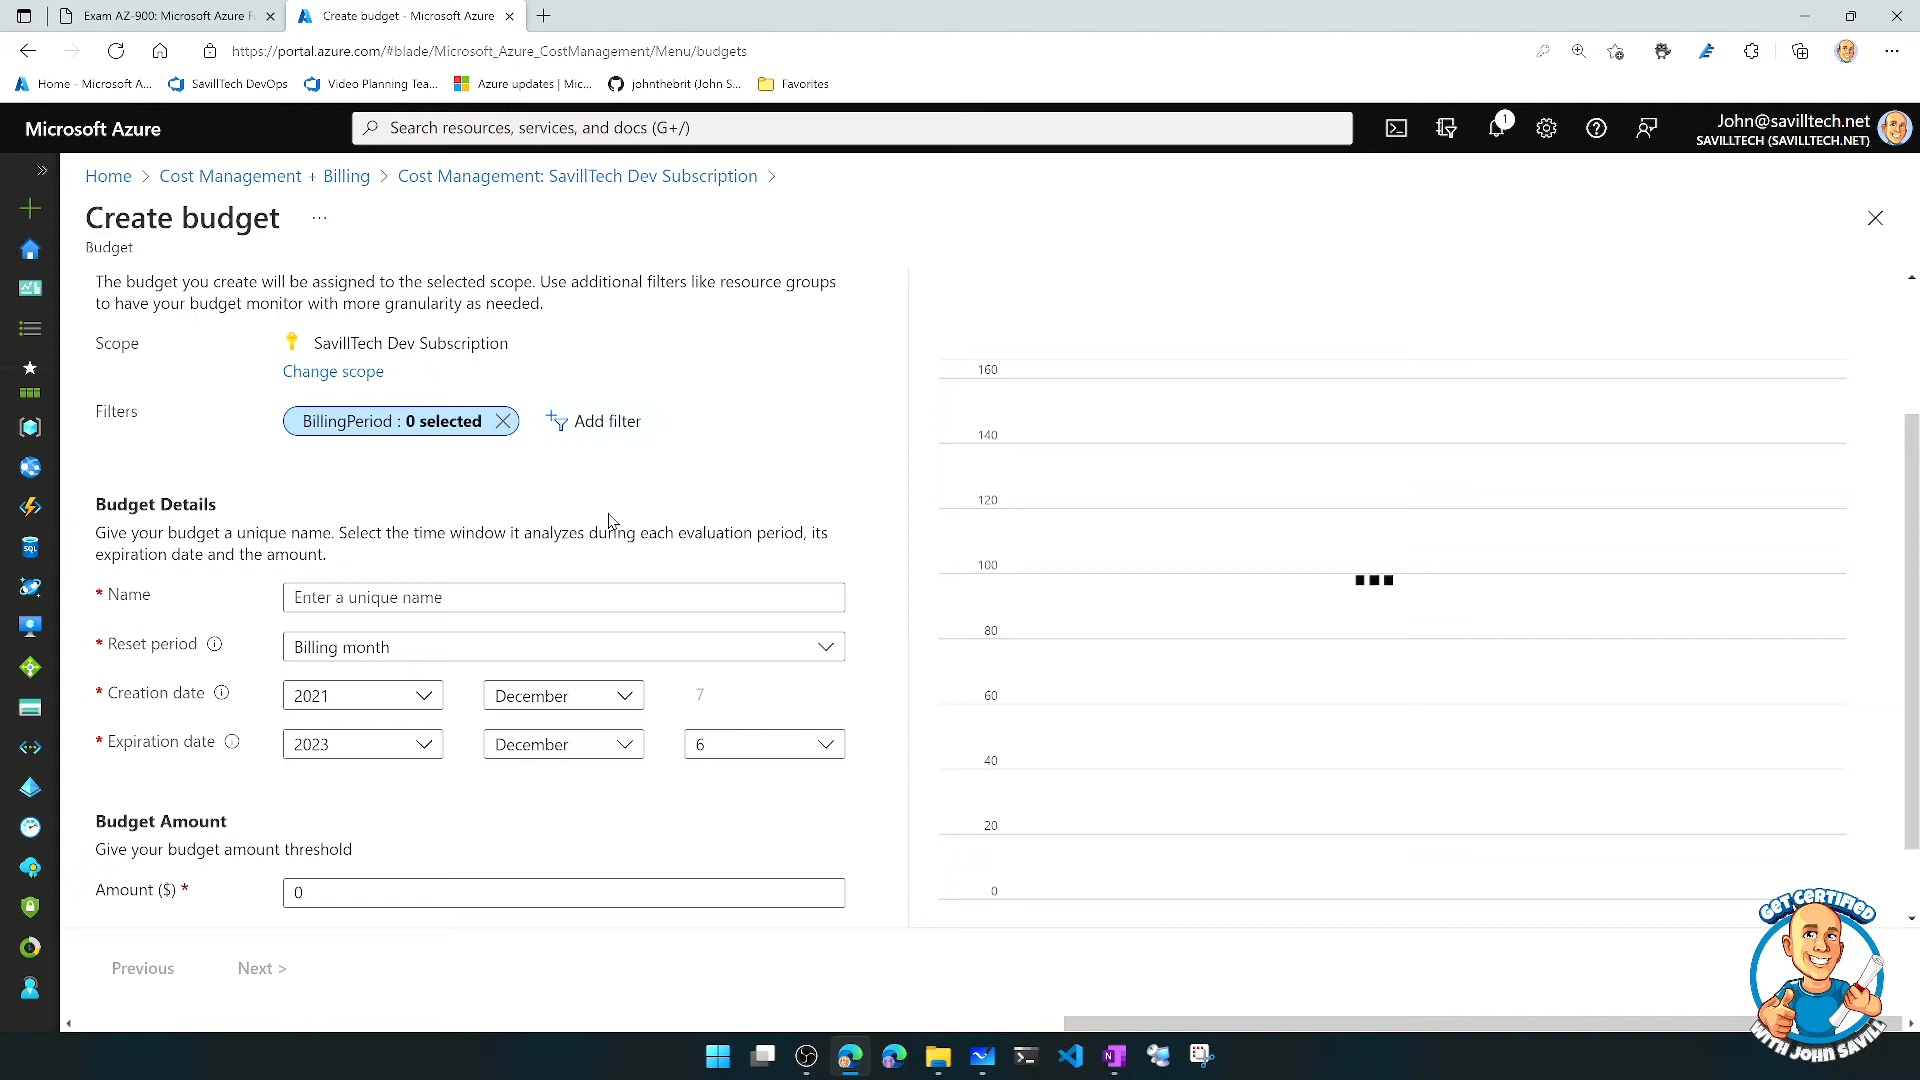 Exam AZ-900: Microsoft Azure F
Create budget - Microsoft Azure
https://portal.azure.com/#blade/Microsoft_Azure_CostManagement/Menu/budgets
Home - Microsoft A...
SavillTech DevOps
Video Planning Tea...
Azure updates | Mic...
johnthebrit (John S...
Favorites
Microsoft Azure
Search resources, services, and docs (G+/)
1
John@savilltech.net
SAVILLTECH (SAVILLTECH.NET)
Home > Cost Management + Billing > Cost Management: SavillTech Dev Subscription >
Create budget ...
Budget
The budget you create will be assigned to the selected scope. Use additional filters like resource groups
to have your budget monitor with more granularity as needed.
Scope
SavillTech Dev Subscription
Change scope
Filters
BillingPeriod : 0 selected
Add filter
Budget Details
Give your budget a unique name. Select the time window it analyzes during each evaluation period, its
expiration date and the amount.
* Name
Enter a unique name
* Reset period
Billing month
* Creation date
2021
December
7
* Expiration date
2023
December
6
Budget Amount
Give your budget amount threshold
Amount ($) *
0
Previous
Next >
160
140
120
100
80
60
40
20
0
SQL
GET CERTIFIED
WITH JOHN SAVILL